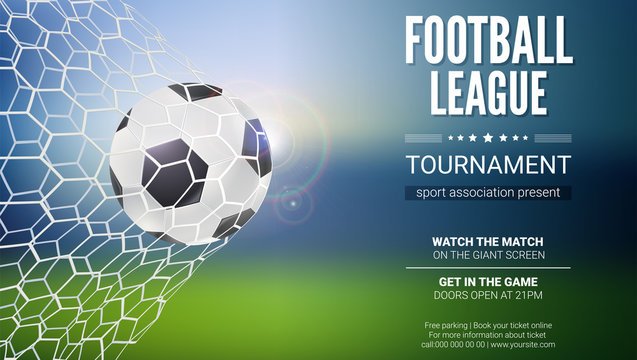 FOOTBALL
LEAGUE
TOURNAMENT
sport association present
WATCH THE MATCH
ON THE GIANT SCREEN
GET IN THE GAME
DOORS OPEN AT 21PM
Free parking | Book your ticket online
For more information about ticket
call:000 000 00 00 | www.yoursite.com